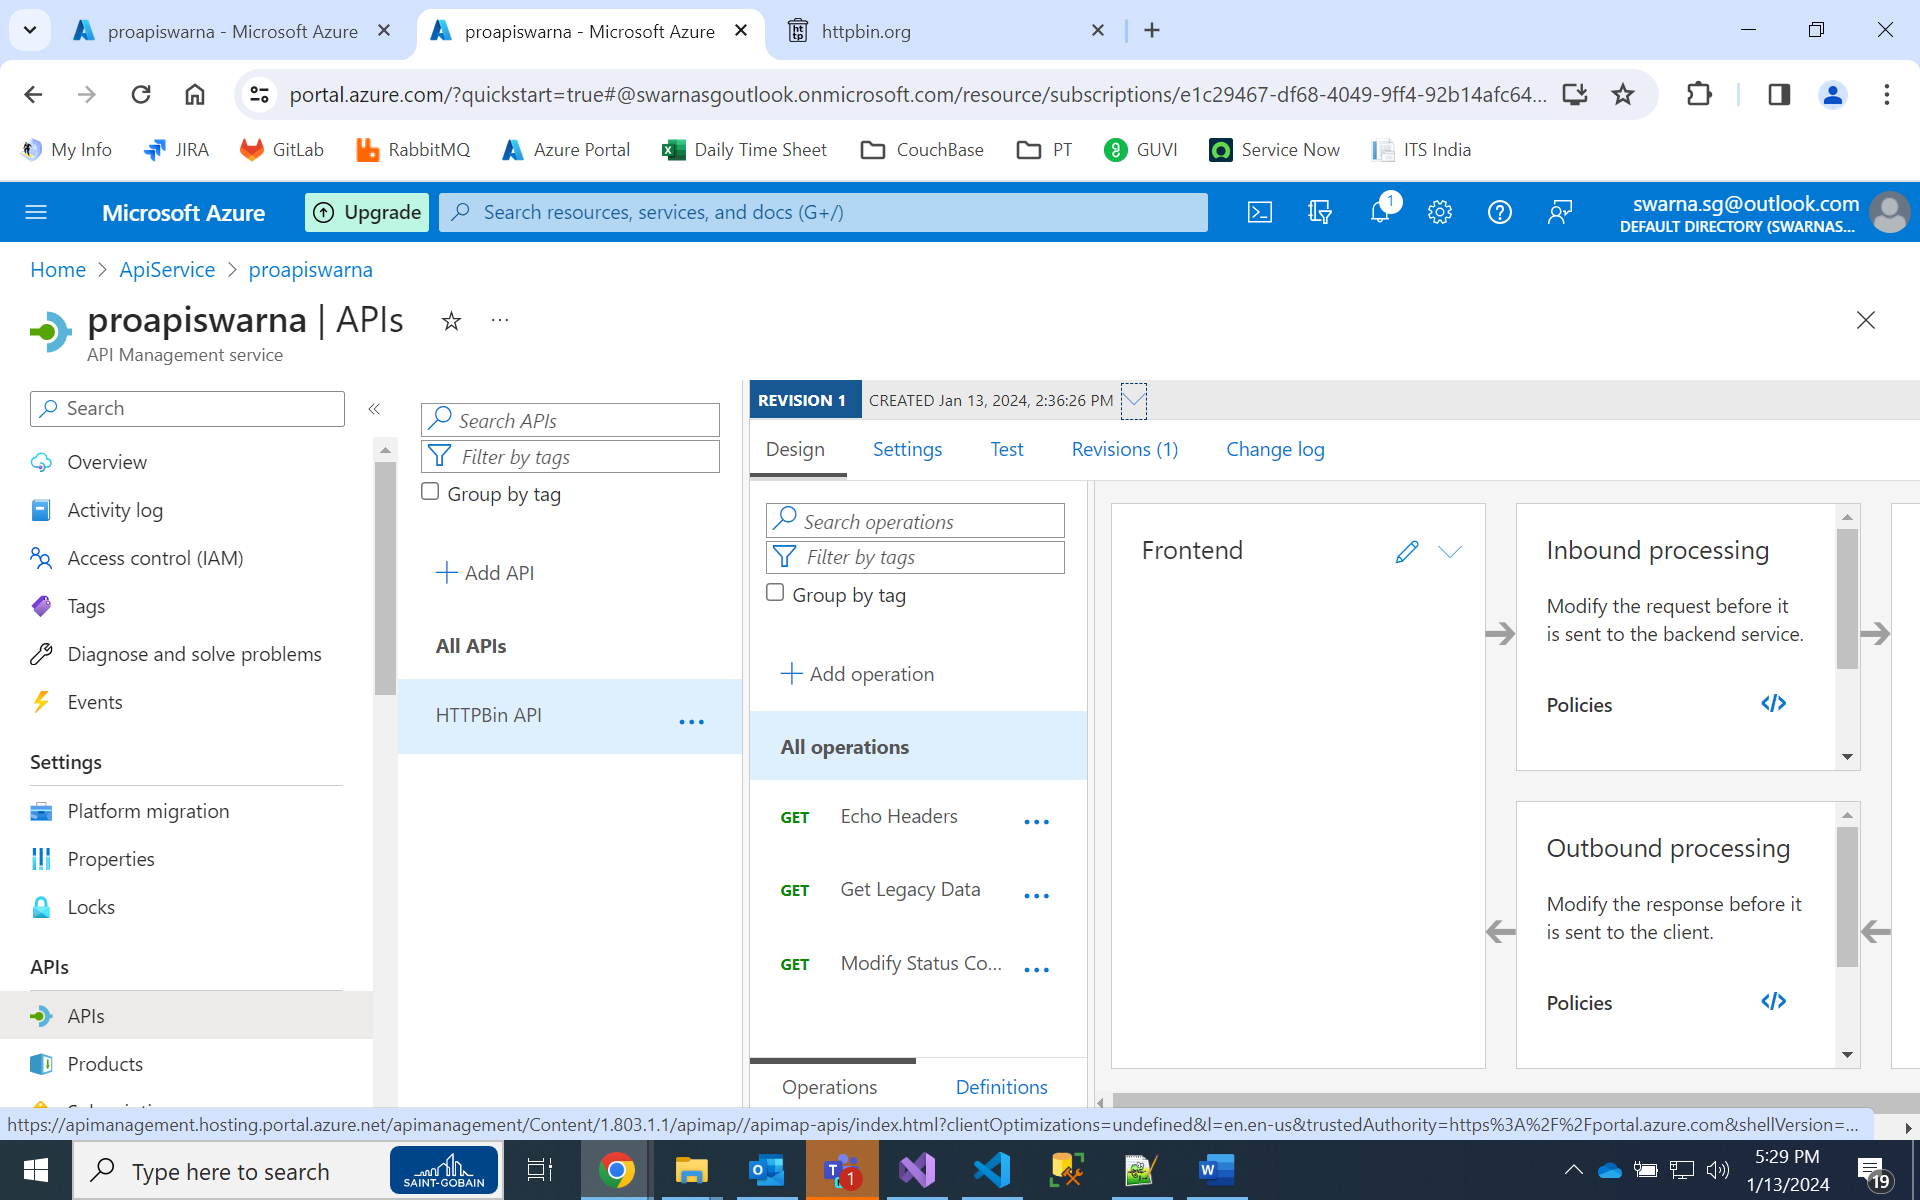 proapiswarna - Microsoft Azure
proapiswarna - Microsoft Azure
httpbin.org
portal.azure.com/?quickstart=true#@swarnasgoutlook.onmicrosoft.com/resource/subscriptions/e1c29467-df68-4049-9ff4-92b14afc64...
My Info
JIRA
GitLab
RabbitMQ
Azure Portal
Daily Time Sheet
CouchBase
PT
GUVI
Service Now
ITS India
Microsoft Azure
Upgrade
Search resources, services, and docs (G+/)
1
swarna.sg@outlook.com
DEFAULT DIRECTORY (SWARNAS...
Home > ApiService > proapiswarna
proapiswarna | APIs
API Management service
Search
Overview
Activity log
Access control (IAM)
Tags
Diagnose and solve problems
Events
Settings
Platform migration
Properties
Locks
APIs
APIs
Products
Search APIs
Filter by tags
Group by tag
Add API
All APIs
HTTPBin API
REVISION 1
CREATED Jan 13, 2024, 2:36:26 PM
Design
Settings
Test
Revisions (1)
Change log
Search operations
Filter by tags
Group by tag
Add operation
All operations
GET Echo Headers
GET Get Legacy Data
GET Modify Status Co...
Operations
Definitions
Frontend
Inbound processing
Modify the request before it
is sent to the backend service.
Policies </>
Outbound processing
Modify the response before it
is sent to the client.
Policies </>
https://apimanagement.hosting.portal.azure.net/apimanagement/Content/1.803.1.1/apimap//apimap-apis/index.html?clientOptimizations=undefined&l=en.en-us&trustedAuthority=https%3A%2F%2Fportal.azure.com&shellVersion=...
Type here to search
SAINT-GOBAIN
1
5:29 PM
1/13/2024
19